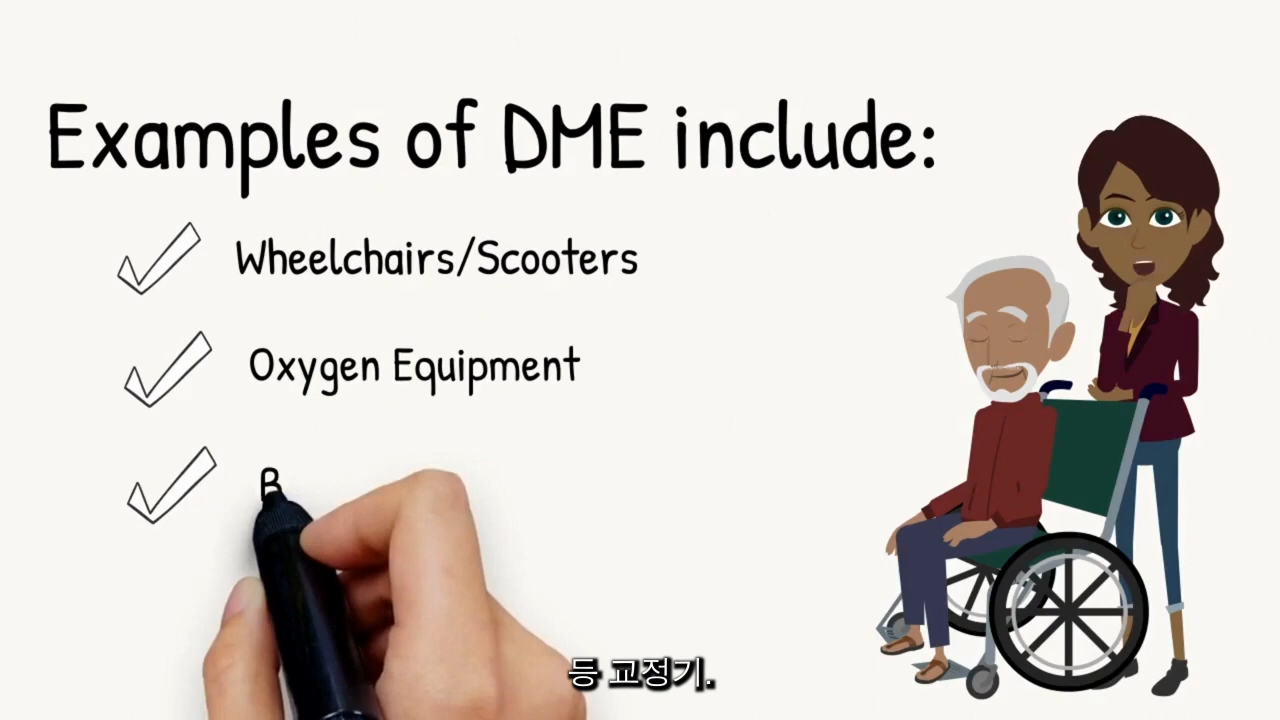 Examples of DME include:
Wheelchairs/Scooters
Oxygen Equipment
B
등 교정기.